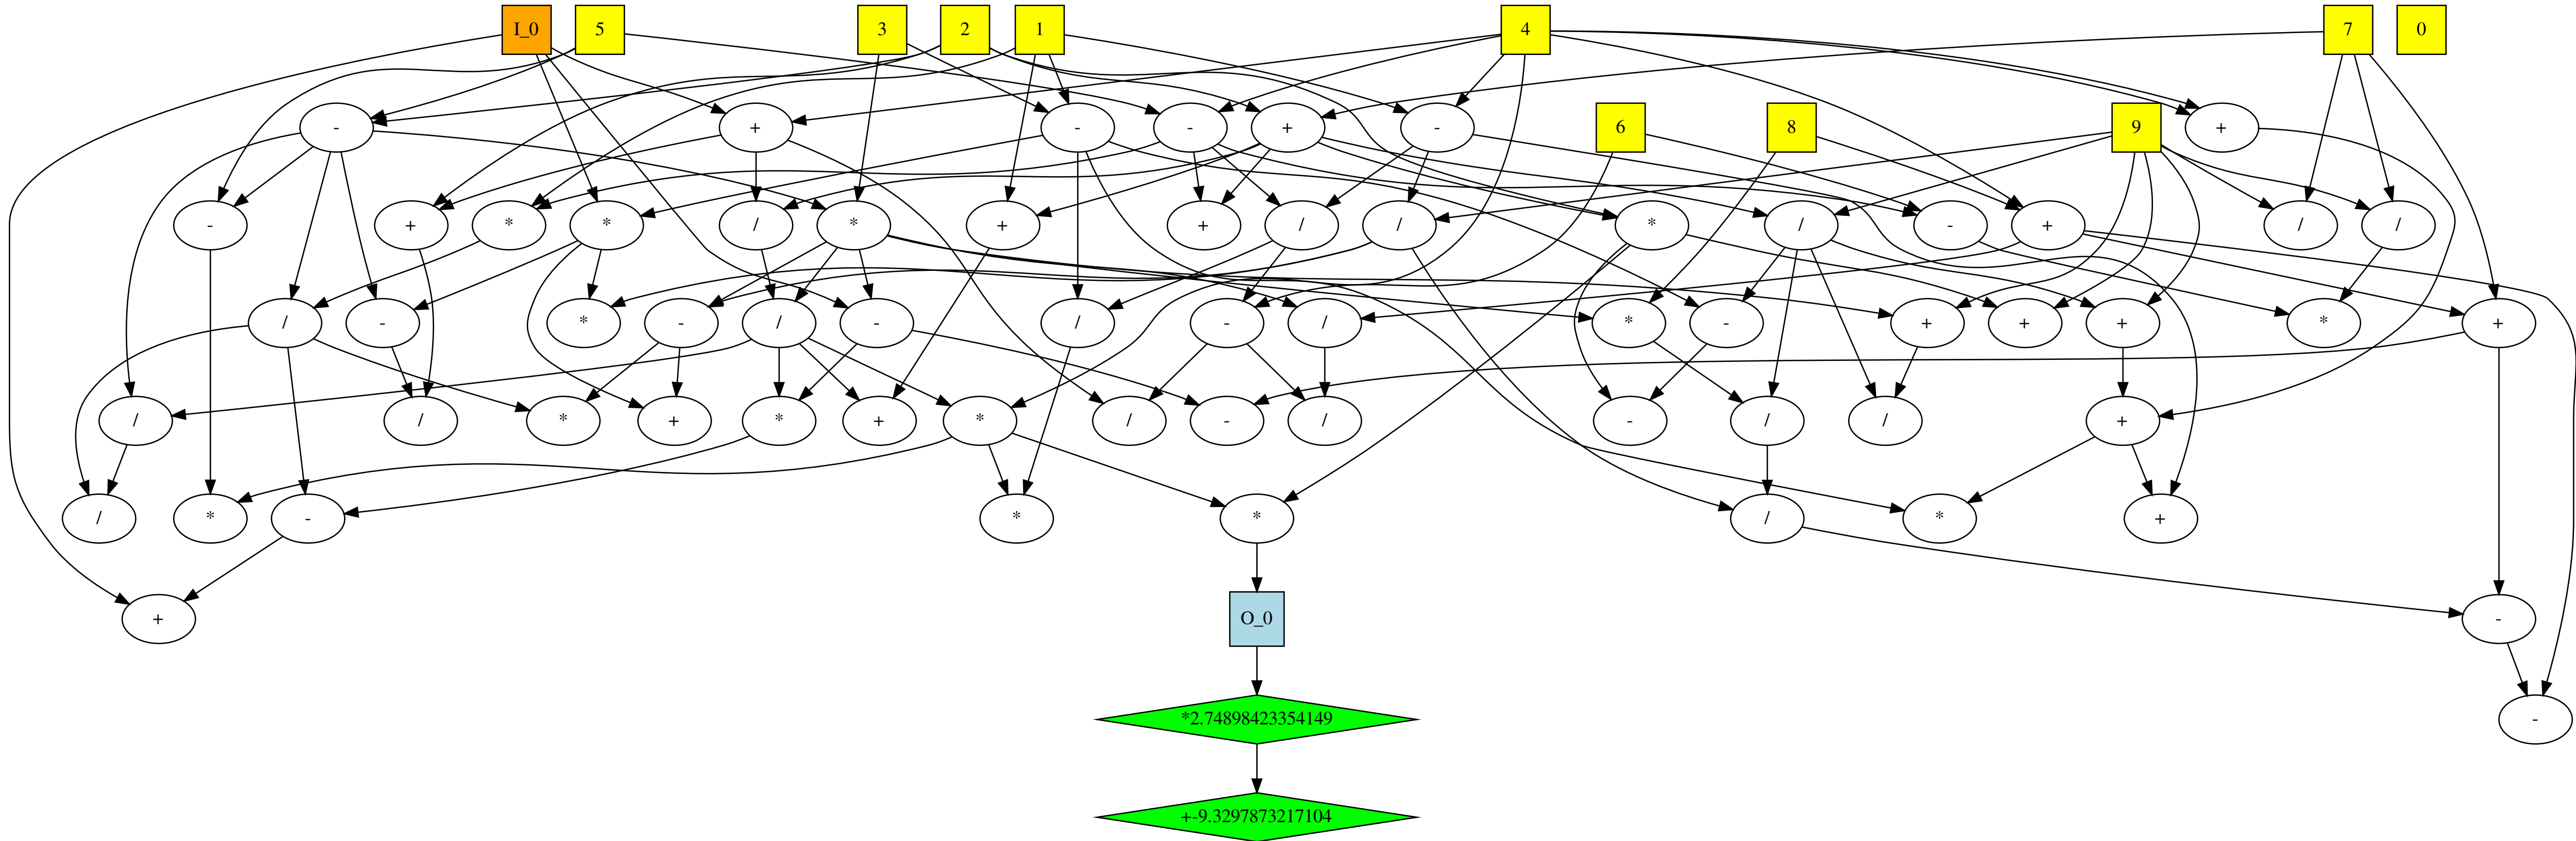 I_0 5 3 2 1 4 7 0
- + - - + - 6 8 9 +
- + * * / * + + / / * / - + / /
/ - * - / - / - / * - + + + * +
/ / * + * + * / - / - / / +
/ * - * * / * +
+ O_0 -
*2.74898423354149 -
+-9.3297873217104